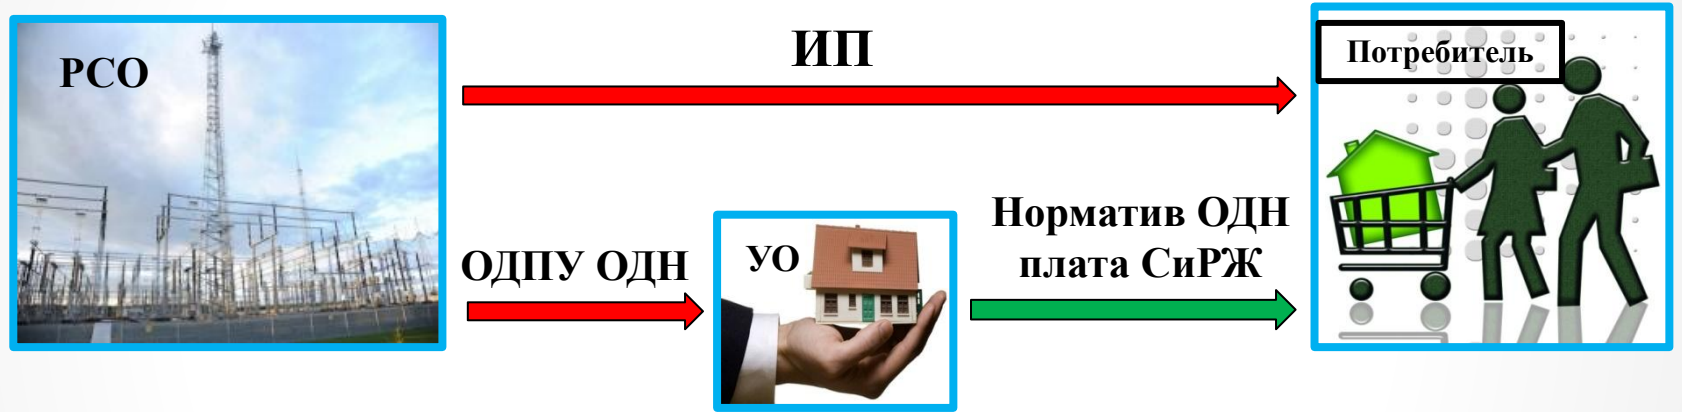 РСО
ИП
Потребитель
ОДПУ ОДН
УО
Норматив ОДН
плата СиРЖ